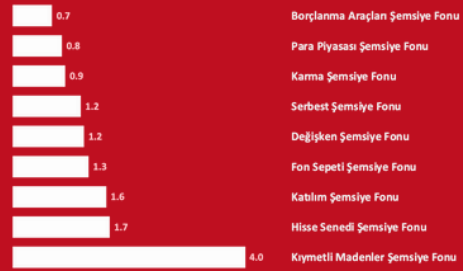 0.7 Borçlanma Araçları Şemsiye Fonu
0.8 Para Piyasası Şemsiye Fonu
0.9 Karma Şemsiye Fonu
1.2 Serbest Şemsiye Fonu
1.2 Değişken Şemsiye Fonu
1.3 Fon Sepeti Şemsiye Fonu
1.6 Katılım Şemsiye Fonu
1.7 Hisse Senedi Şemsiye Fonu
4.0 Kıymetli Madenler Şemsiye Fonu